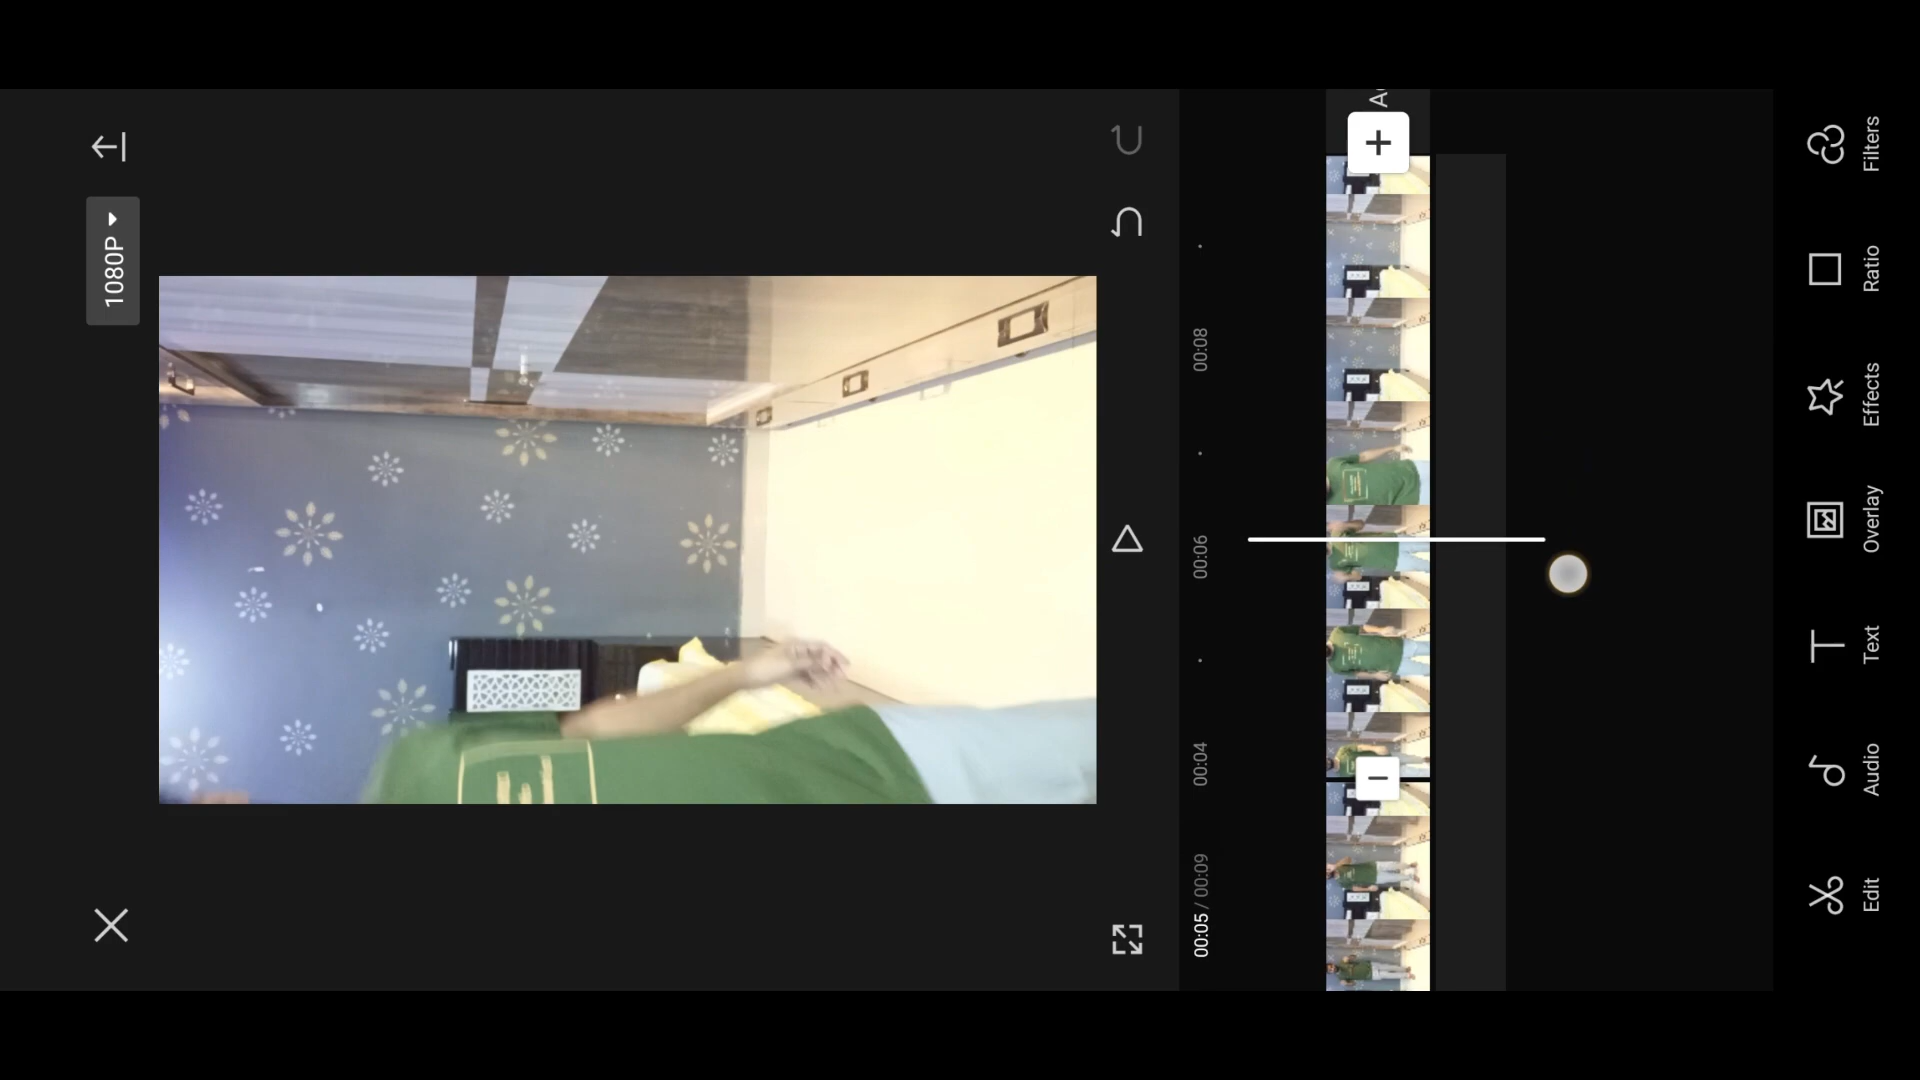 1080P
00:05 / 00:09
00:04
00:06
00:08
A
Edit
Audio
Text
Overlay
Effects
Ratio
Filters